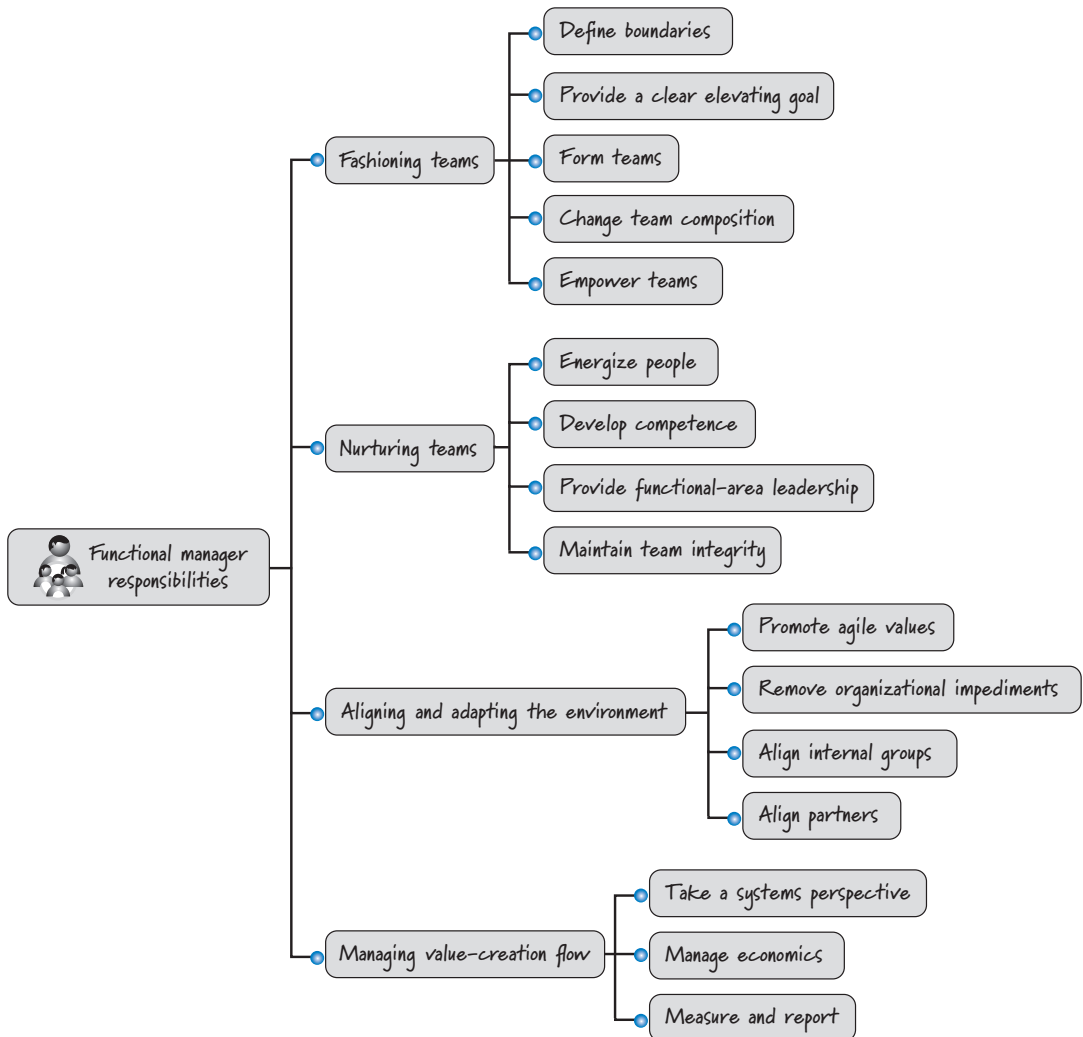 Define boundaries
Provide a clear elevating goal
Fashioning teams
Form teams
Change team composition
Empower teams
Energize people
Develop competence
Nurturing teams
Provide functional-area leadership
Maintain team integrity
Functional manager
responsibilities
Promote agile values
Remove organizational impediments
Aligning and adapting the environment
Align internal groups
Align partners
Take a systems perspective
Managing value-creation flow
Manage economics
Measure and report